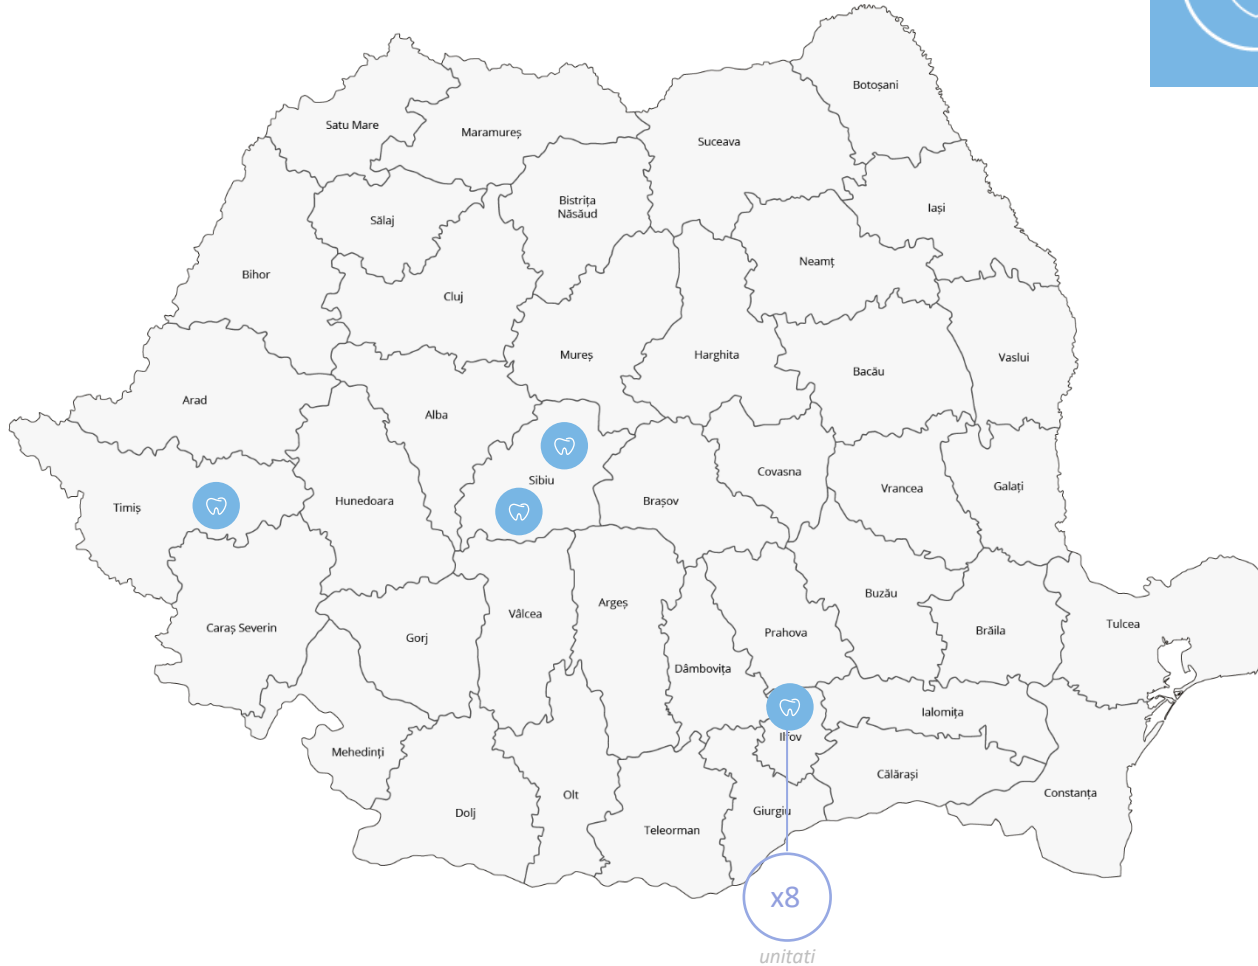 Botoșani
Satu Mare
Maramureș
Suceava
Bistrița
Năsăud
Iași
Sălaj
Neamț
Bihor
Cluj
Mureș
Harghita
Vaslui
Bacău
Arad
Alba
Covasna
Sibiu
Galați
Vrancea
Hunedoara
Brașov
Timiș
Buzău
Argeș
Vâlcea
Tulcea
Caraș Severin
Brăila
Prahova
Gorj
Dâmbovița
Ialomița
Ilfov
Mehedinți
Călărași
Constanța
Olt
Giurgiu
Dolj
Teleorman
x8
unitati